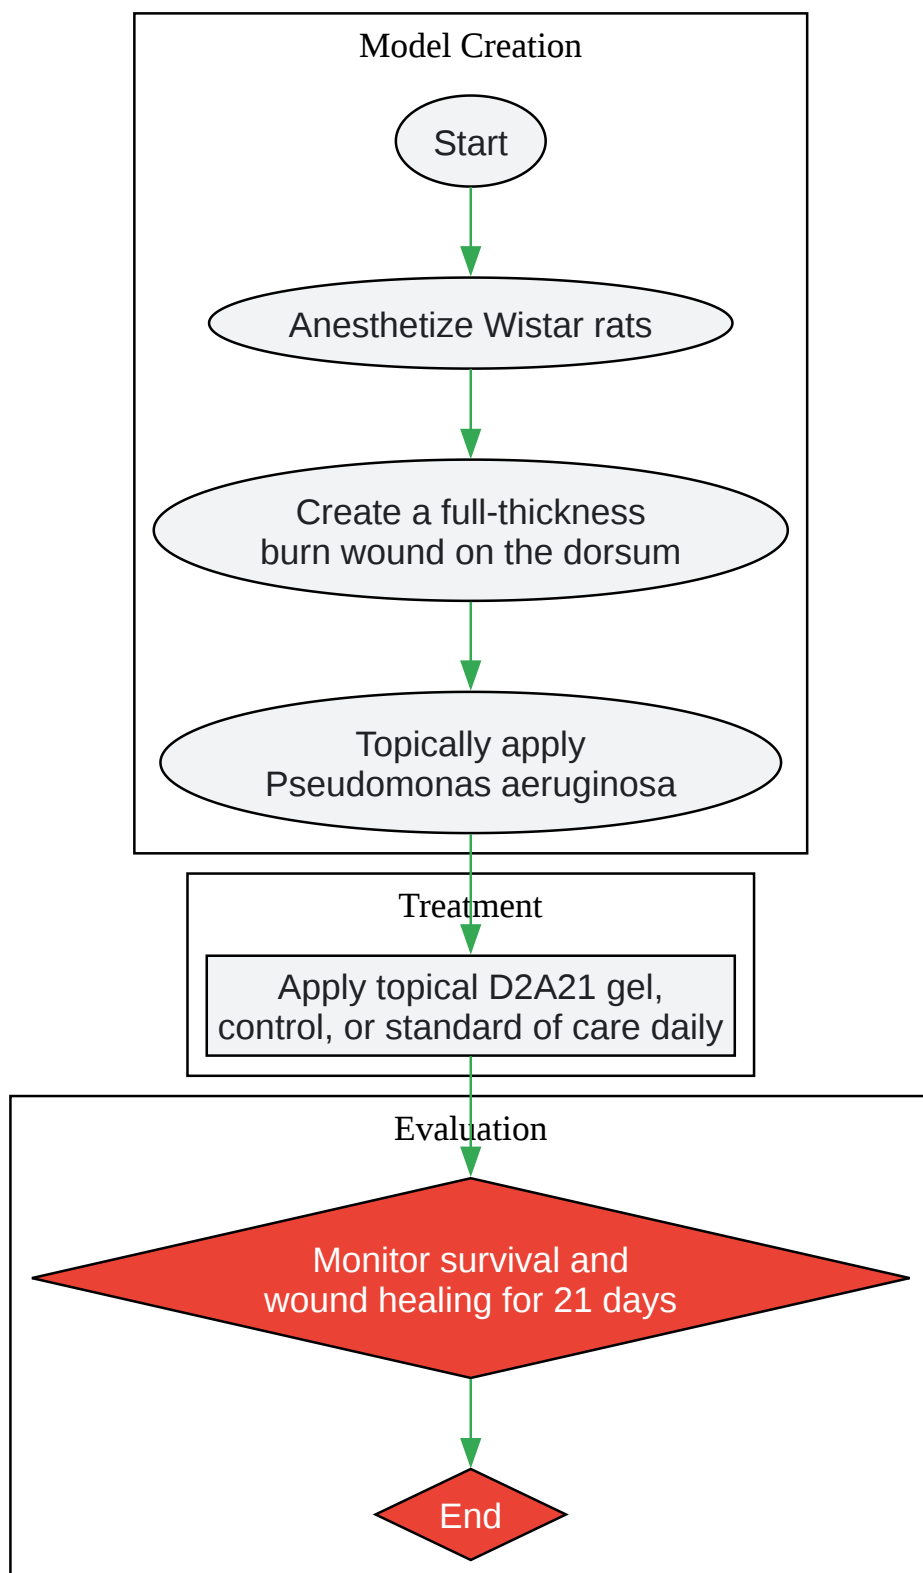 Model Creation
Start
Anesthetize Wistar rats
Create a full-thickness
burn wound on the dorsum
Topically apply
Pseudomonas aeruginosa
Treatment
Apply topical D2A21 gel,
control, or standard of care daily
Evaluation
Monitor survival and
wound healing for 21 days
End